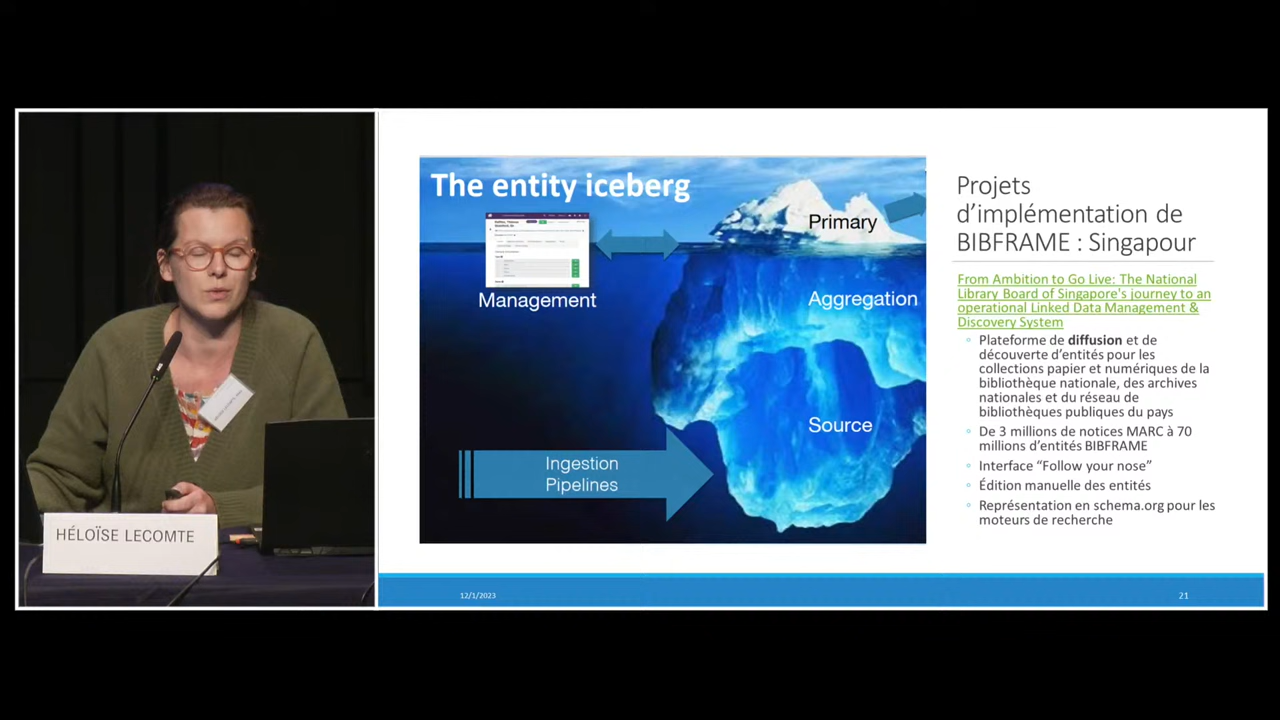 HÉLOÏSE LECOMTE
The entity iceberg
Primary
Management
Aggregation
Source
Ingestion
Pipelines
Projets
d’implémentation de
BIBFRAME : Singapour
From Ambition to Go Live: The National
Library Board of Singapore's journey to an
operational Linked Data Management &
Discovery System
◦ Plateforme de diffusion et de
découverte d’entités pour les
collections papier et numériques de la
bibliothèque nationale, des archives
nationales et du réseau de
bibliothèques publiques du pays
◦ De 3 millions de notices MARC à 70
millions d’entités BIBFRAME
◦ Interface “Follow your nose”
◦ Édition manuelle des entités
◦ Représentation en schema.org pour les
moteurs de recherche
12/1/2023
21